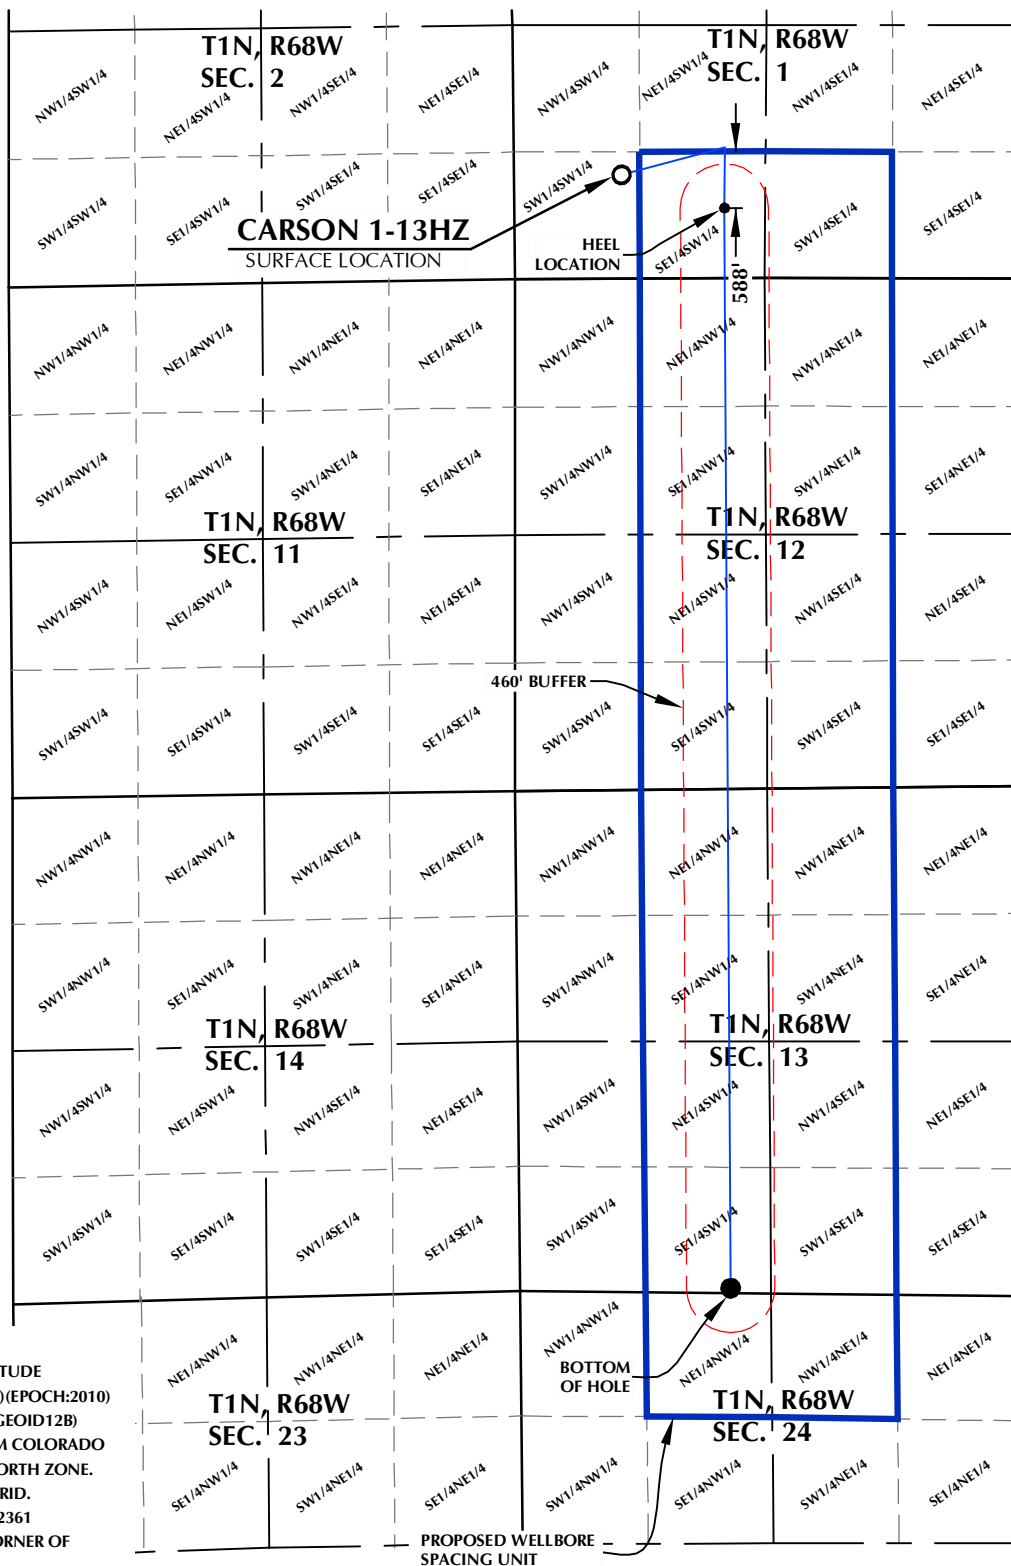 T1N, R68W
SEC. 2
T1N, R68W
SEC. 1
NW1/4SW1/4
NE1/4SW1/4
NW1/4SE1/4
NE1/4SE1/4
NW1/4SW1/4
NE1/4SW1/4
NW1/4SE1/4
NE1/4SE1/4
SW1/4SW1/4
SE1/4SW1/4
SW1/4SE1/4
SE1/4SE1/4
SW1/4SW1/4
SE1/4SW1/4
SW1/4SE1/4
SE1/4SE1/4
CARSON 1-13HZ
SURFACE LOCATION
HEEL
LOCATION
588'
NW1/4NW1/4
NE1/4NW1/4
NW1/4NE1/4
NE1/4NE1/4
NW1/4NW1/4
NE1/4NW1/4
NW1/4NE1/4
NE1/4NE1/4
SW1/4NW1/4
SE1/4NW1/4
SW1/4NE1/4
SE1/4NE1/4
SW1/4NW1/4
SE1/4NW1/4
SW1/4NE1/4
SE1/4NE1/4
T1N, R68W
SEC. 11
T1N, R68W
SEC. 12
NW1/4SW1/4
NE1/4SW1/4
NW1/4SE1/4
NE1/4SE1/4
NW1/4SW1/4
NE1/4SW1/4
NW1/4SE1/4
NE1/4SE1/4
460' BUFFER
SW1/4SW1/4
SE1/4SW1/4
SW1/4SE1/4
SE1/4SE1/4
SW1/4SW1/4
SE1/4SW1/4
SW1/4SE1/4
SE1/4SE1/4
NW1/4NW1/4
NE1/4NW1/4
NW1/4NE1/4
NE1/4NE1/4
NW1/4NW1/4
NE1/4NW1/4
NW1/4NE1/4
NE1/4NE1/4
SW1/4NW1/4
SE1/4NW1/4
SW1/4NE1/4
SE1/4NE1/4
SW1/4NW1/4
SE1/4NW1/4
SW1/4NE1/4
SE1/4NE1/4
T1N, R68W
SEC. 14
T1N, R68W
SEC. 13
NW1/4SW1/4
NE1/4SW1/4
NW1/4SE1/4
NE1/4SE1/4
NW1/4SW1/4
NE1/4SW1/4
NW1/4SE1/4
NE1/4SE1/4
SW1/4SW1/4
SE1/4SW1/4
SW1/4SE1/4
SE1/4SE1/4
SW1/4SW1/4
SE1/4SW1/4
SW1/4SE1/4
SE1/4SE1/4
NE1/4NW1/4
NW1/4NE1/4
NE1/4NE1/4
NW1/4NW1/4
NE1/4NW1/4
NW1/4NE1/4
NE1/4NE1/4
BOTTOM
OF HOLE
T1N, R68W
SEC. 23
T1N, R68W
SEC. 24
TUDE
)(EPOCH:2010)
GEOID12B)
M COLORADO
ORTH ZONE.
RID.
2361
ORNER OF
SE1/4NW1/4
SW1/4NE1/4
SE1/4NE1/4
SW1/4NW1/4
SE1/4NW1/4
SW1/4NE1/4
SE1/4NE1/4
PROPOSED WELLBORE
SPACING UNIT